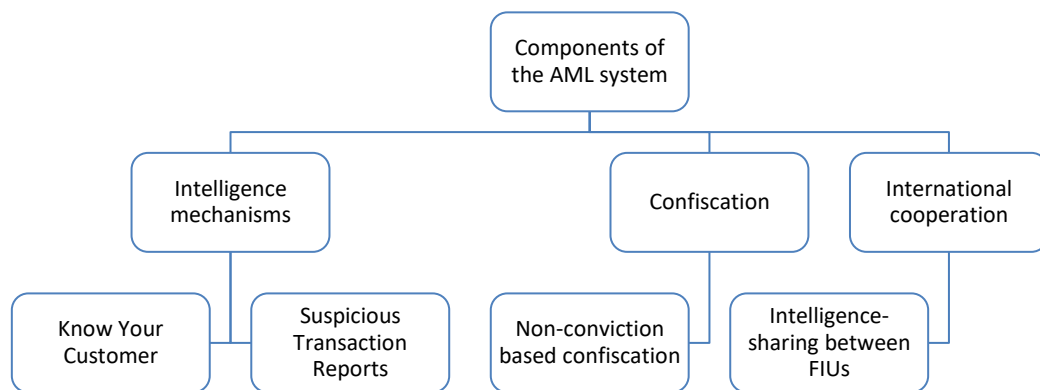 Components of
the AML system
Intelligence
mechanisms
Confiscation
International
cooperation
Know Your
Customer
Suspicious
Transaction
Reports
Non-conviction
based confiscation
Intelligence-
sharing between
FIUs